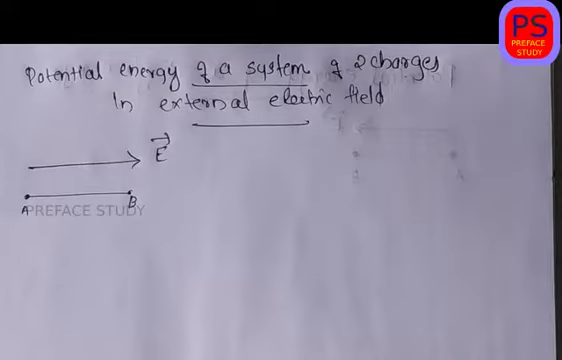 PS
PREFACE
STUDY
Potential energy of a system of 2 charges
In external electric field
E
A B
PREFACE STUDY